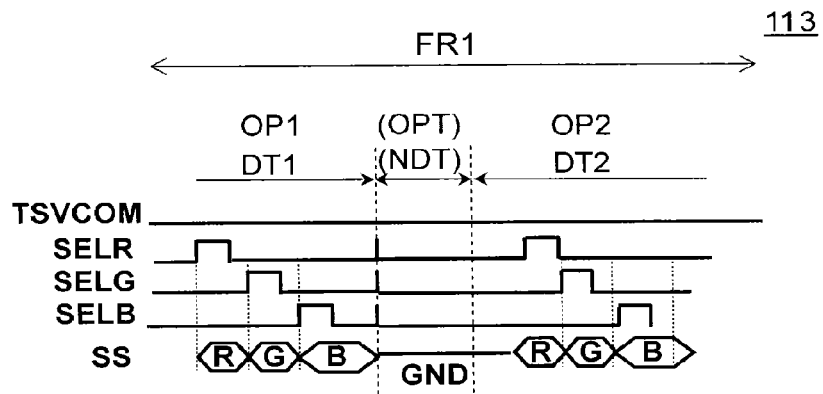 113
FR1
OP1 (OPT) OP2
DT1 (NDT) DT2
TSVCOM
SELR
SELG
SELB
SS R G B GND R G B